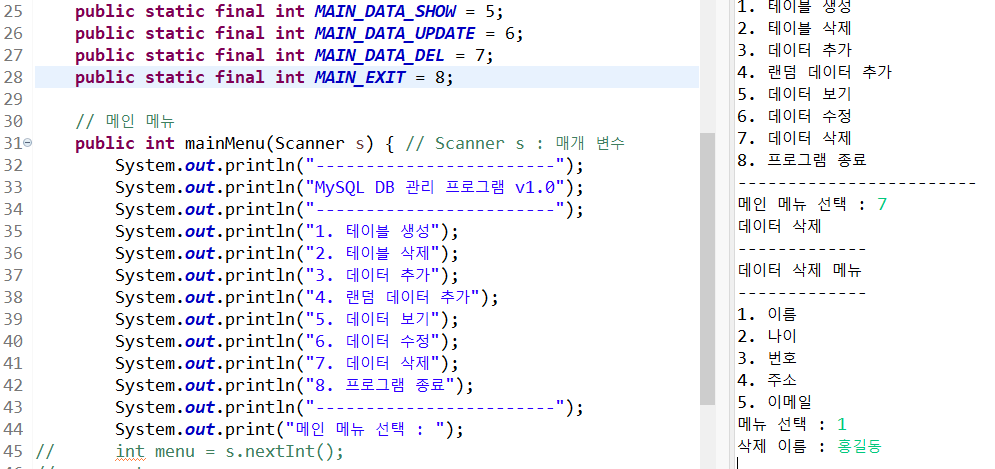 25 public static final int MAIN_DATA_SHOW = 5;
26 public static final int MAIN_DATA_UPDATE = 6;
27 public static final int MAIN_DATA_DEL = 7;
28 public static final int MAIN_EXIT = 8;
29
30 // 메인 메뉴
31 public int mainMenu(Scanner s) { // Scanner s : 매개 변수
32 System.out.println("------------------------");
33 System.out.println("MySQL DB 관리 프로그램 v1.0");
34 System.out.println("------------------------");
35 System.out.println("1. 테이블 생성");
36 System.out.println("2. 테이블 삭제");
37 System.out.println("3. 데이터 추가");
38 System.out.println("4. 랜덤 데이터 추가");
39 System.out.println("5. 데이터 보기");
40 System.out.println("6. 데이터 수정");
41 System.out.println("7. 데이터 삭제");
42 System.out.println("8. 프로그램 종료");
43 System.out.println("------------------------");
44 System.out.print("메인 메뉴 선택 : ");
45 // int menu = s.nextInt();
1. 테이블 생성
2. 테이블 삭제
3. 데이터 추가
4. 랜덤 데이터 추가
5. 데이터 보기
6. 데이터 수정
7. 데이터 삭제
8. 프로그램 종료
------------------------
메인 메뉴 선택 : 7
데이터 삭제
-------------
데이터 삭제 메뉴
-------------
1. 이름
2. 나이
3. 번호
4. 주소
5. 이메일
메뉴 선택 : 1
삭제 이름 : 홍길동